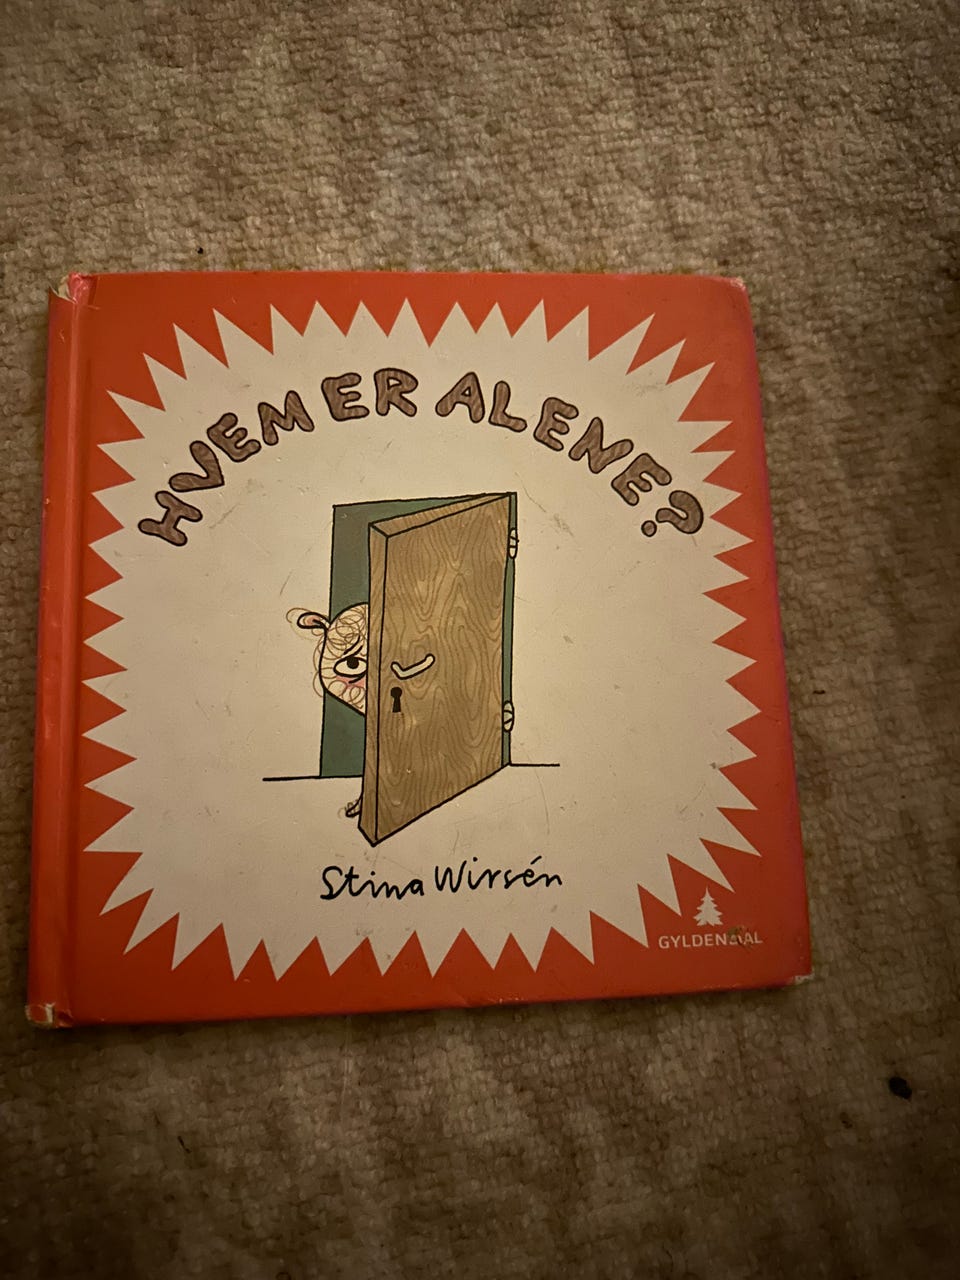 HVEM ER ALENE?
Stina Wirsén
GYLDENDAL